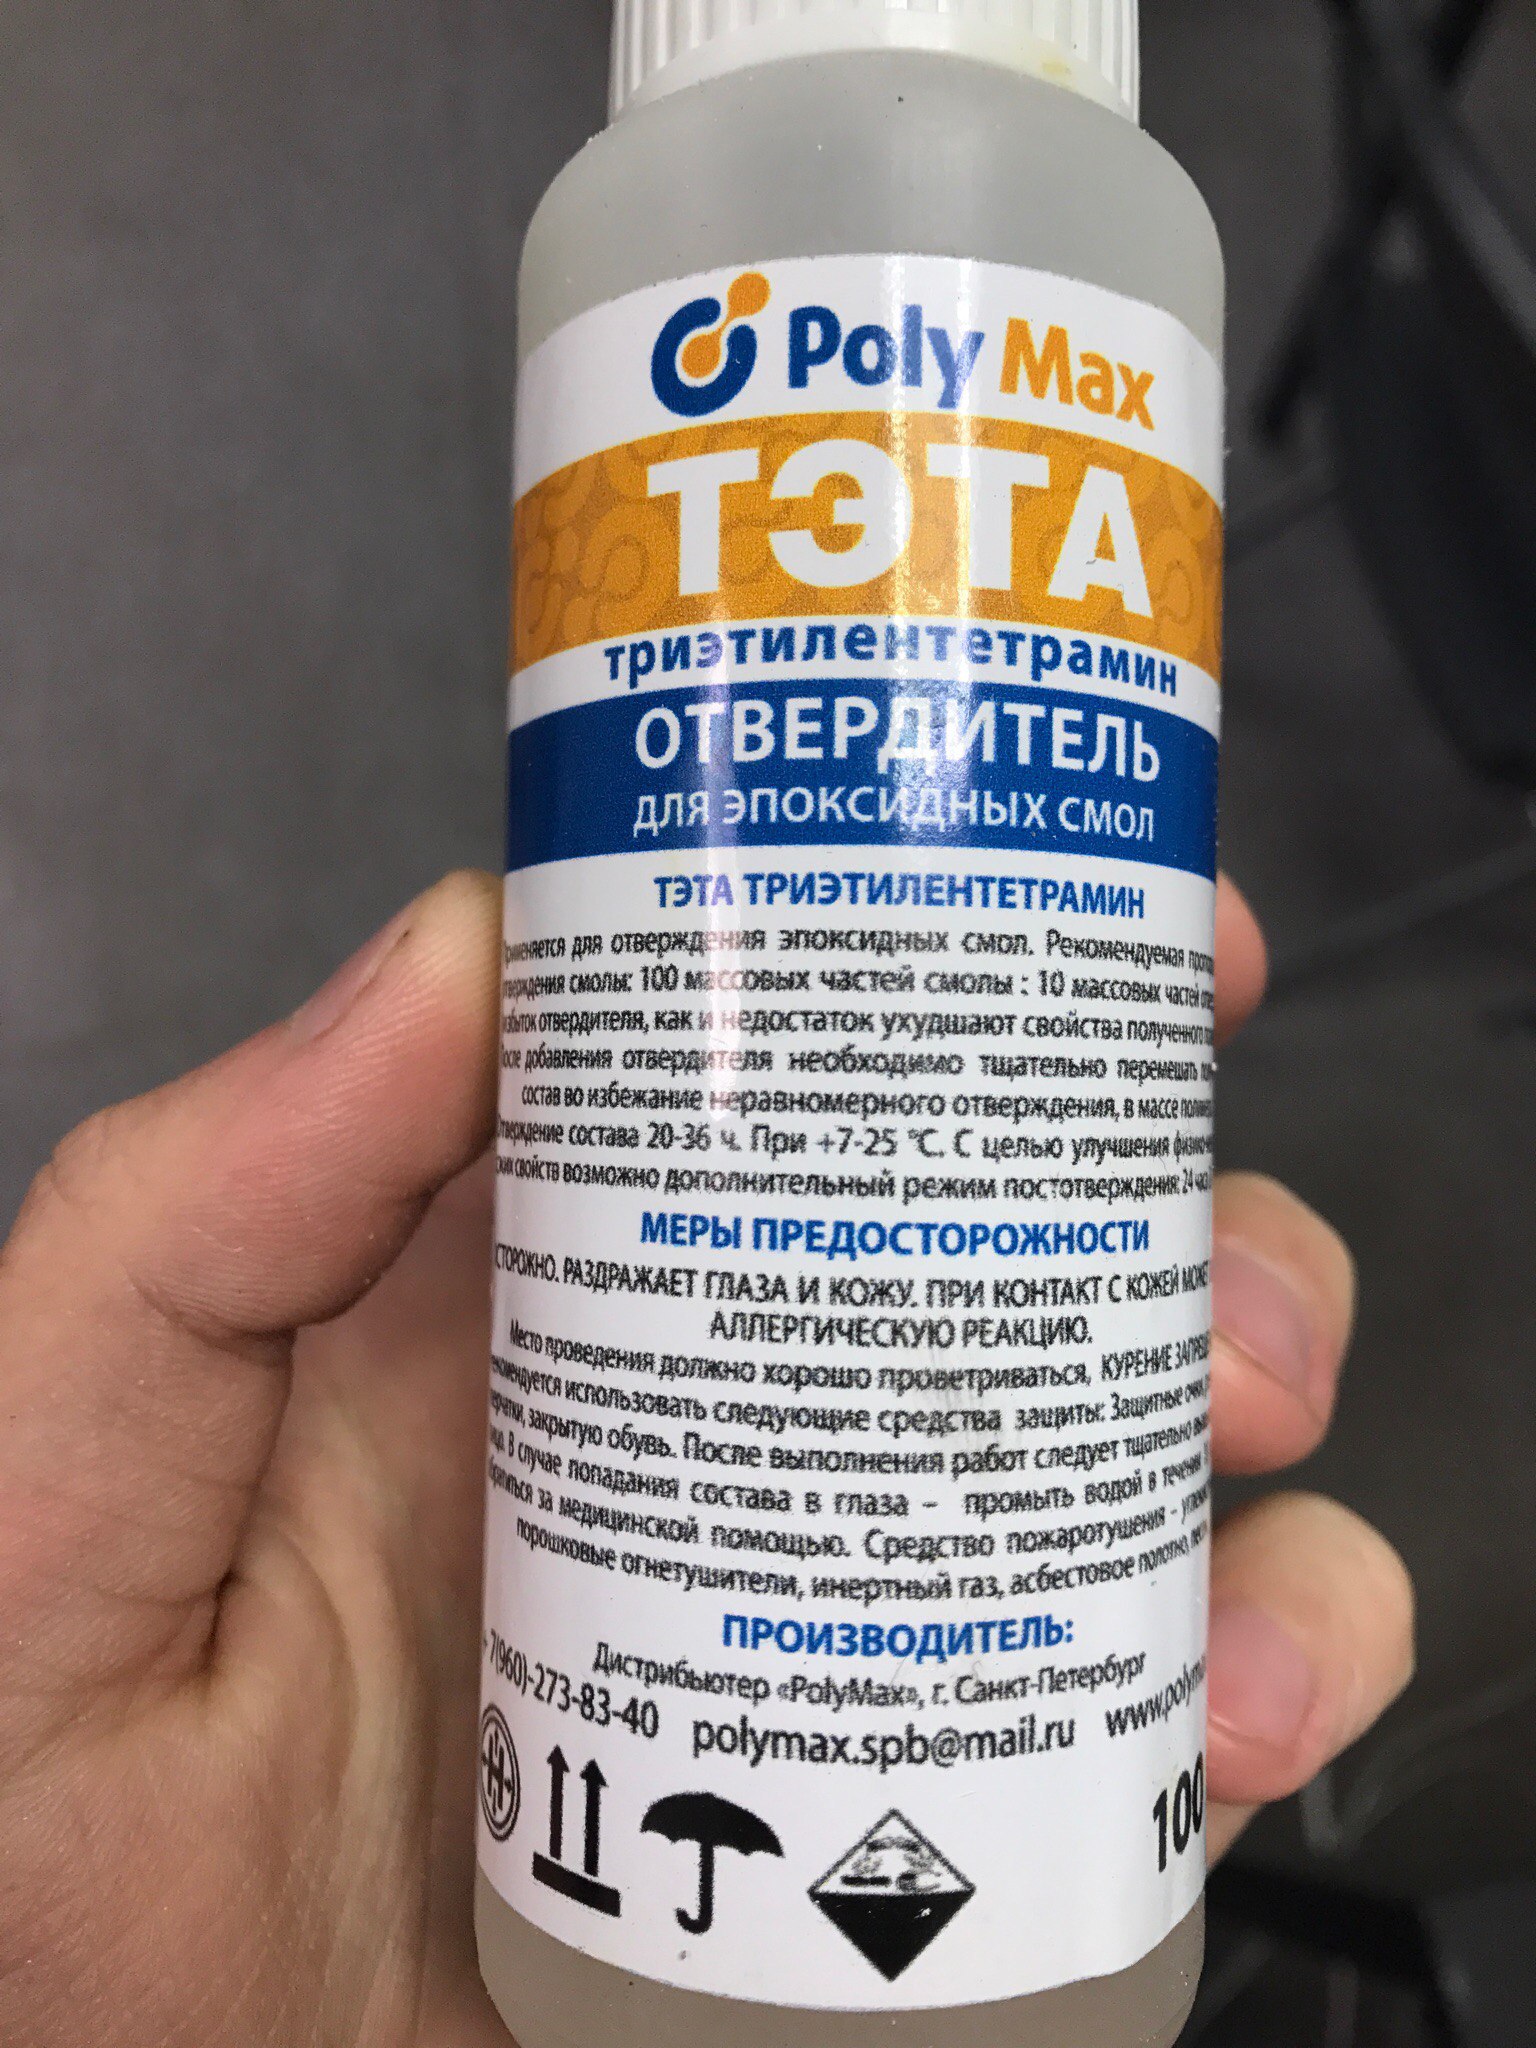 Poly Max
ТЭТА
триэтилентетрамин
ОТВЕРДИТЕЛЬ
для эпоксидных смол
ТЭТА ТРИЭТИЛЕНТЕТРАМИН
Применяется для отверждения эпоксидных смол. Рекомендуемая
смолы: 100 массовых частей смолы : 10 массовых частей
отвердителя, как и недостаток ухудшают свойства полученного
После добавления отвердителя необходимо тщательно перемешать
состав во избежание неравномерного отверждения, в массе
Отверждение состава 20-36 ч. При +7-25 °С. С целью улучшения
свойств возможно дополнительный режим постотверждения: 24 часа
МЕРЫ ПРЕДОСТОРОЖНОСТИ
РАЗДРАЖАЕТ ГЛАЗА И КОЖУ. ПРИ КОНТАКТ С КОЖЕЙ МОЖЕТ
АЛЛЕРГИЧЕСКУЮ РЕАКЦИЮ.
Место проведения должно хорошо проветриваться, КУРЕНИЕ
использовать следующие средства защиты: Защитные очки,
закрытую обувь. После выполнения работ следует тщательно
В случае попадания состава в глаза – промыть водой в течении
за медицинской помощью. Средство пожаротушения –
порошковые огнетушители, инертный газ, асбестовое полотно,
ПРОИЗВОДИТЕЛЬ:
Дистрибьютер «PolyMax», г. Санкт-Петербург
7(960)-273-83-40 polymax.spb@mail.ru
100